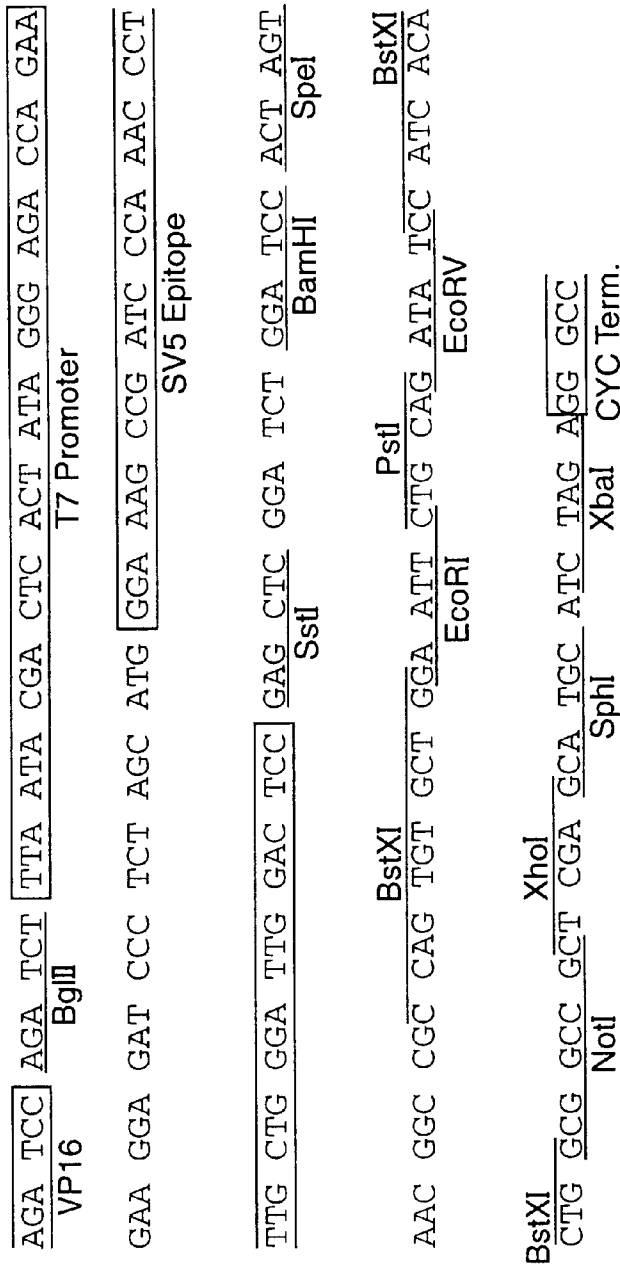 AGA TCC AGA TCT TTA ATA CGA CTC ACT ATA GGG AGA CCA GAA
VP16 BglII T7 Promoter
GAA GGA GAT CCC TCT AGC ATG GGA AAG CCG ATC CCA AAC CCT
SV5 Epitope
TTG CTG GGA TTG GAC TCC GAG CTC GGA TCT GGA TCC ACT AGT
SstI BamHI SpeI
BstXI PstI BstXI
AAC GGC CGC CAG TGT GCT GGA ATT CTG CAG ATA TCC ATC ACA
EcoRI EcoRV
BstXI XhoI
CTG GCG GCC GCT CGA GCA TGC ATC TAG AGG GCC
NotI SphI XbaI CYC Term.